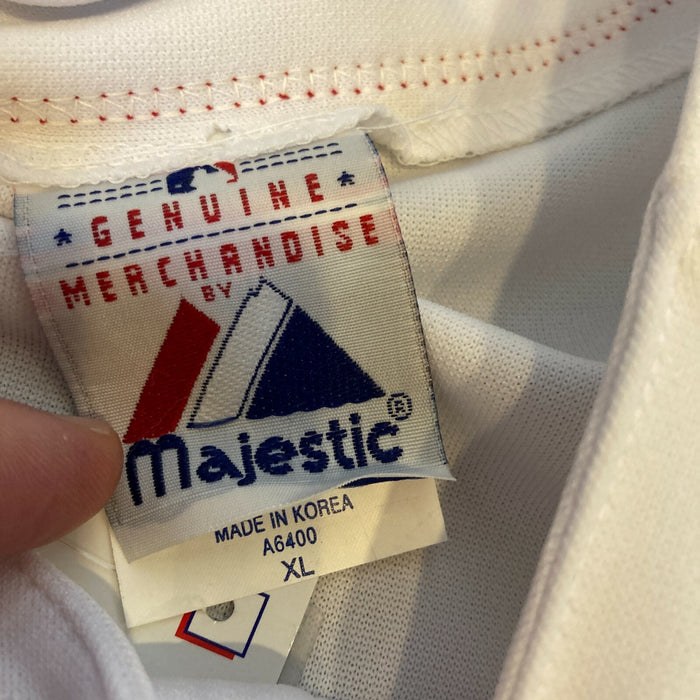 GENUINE
MERCHANDISE
BY
Majestic®
MADE IN KOREA
A6400
XL